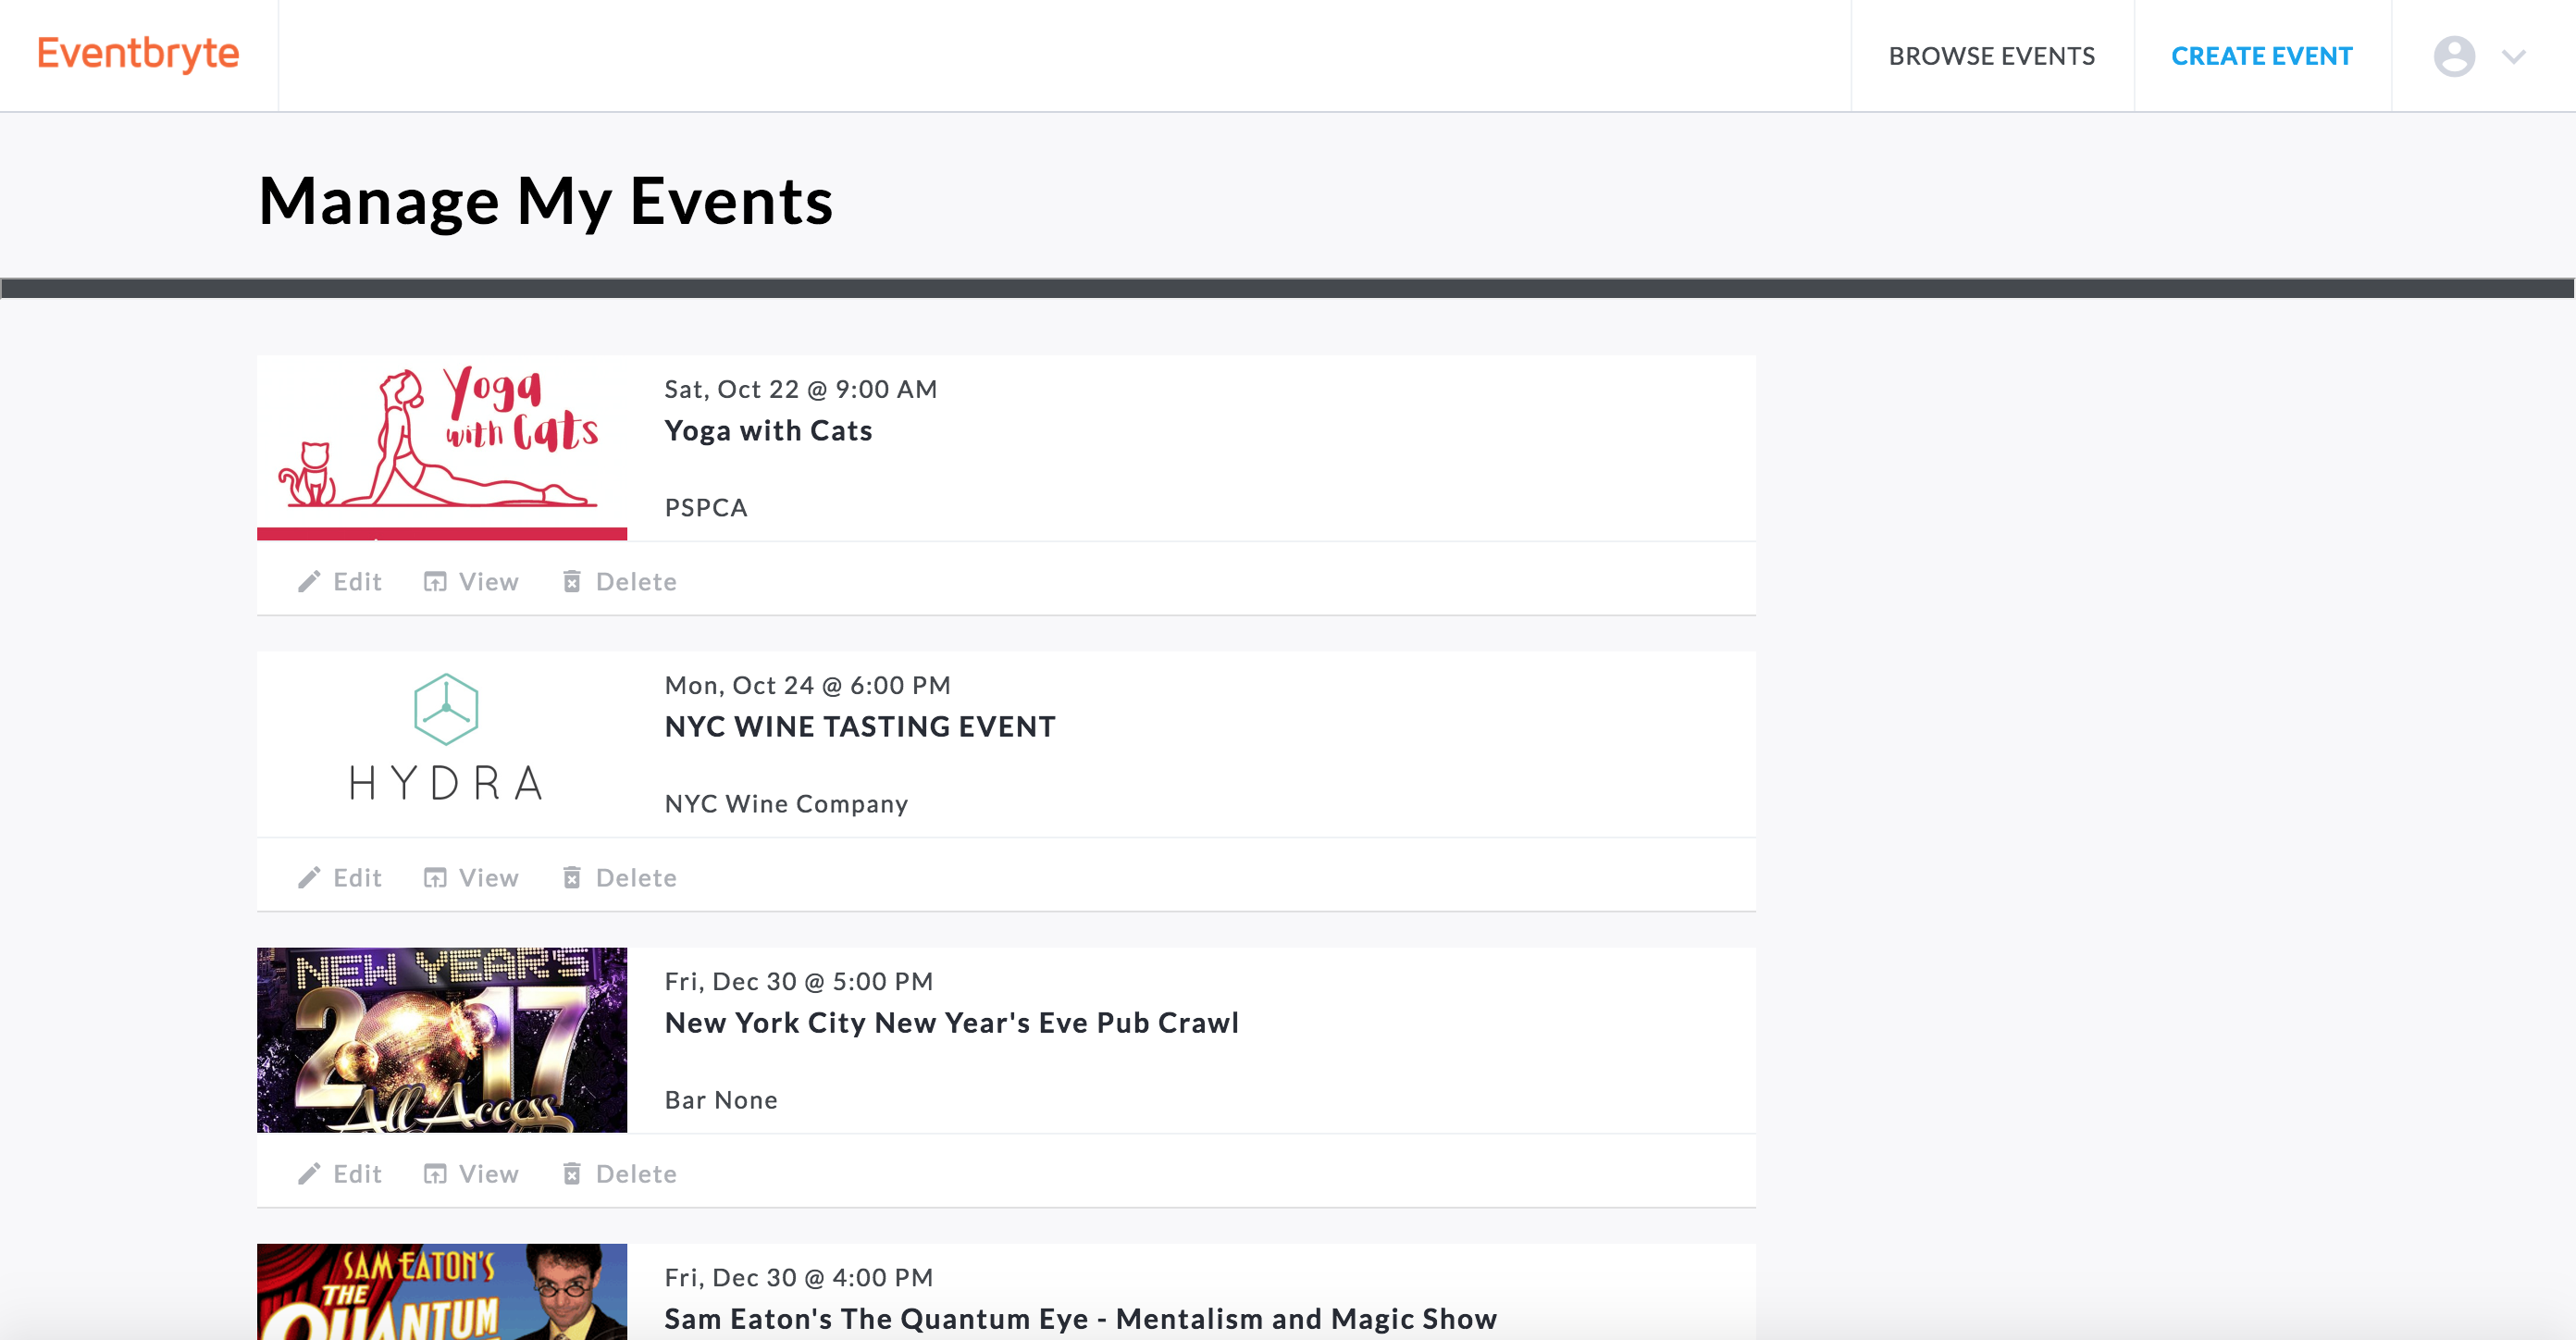 Eventbryte
BROWSE EVENTS
CREATE EVENT
Manage My Events
Yoga
with Cats
Sat, Oct 22 @ 9:00 AM
Yoga with Cats
PSPCA
Edit View Delete
HYDRA
Mon, Oct 24 @ 6:00 PM
NYC WINE TASTING EVENT
NYC Wine Company
Edit View Delete
NEW YEAR'S
2017
All Access
Fri, Dec 30 @ 5:00 PM
New York City New Year's Eve Pub Crawl
Bar None
Edit View Delete
SAM EATON'S
THE
QUANTUM
Fri, Dec 30 @ 4:00 PM
Sam Eaton's The Quantum Eye - Mentalism and Magic Show